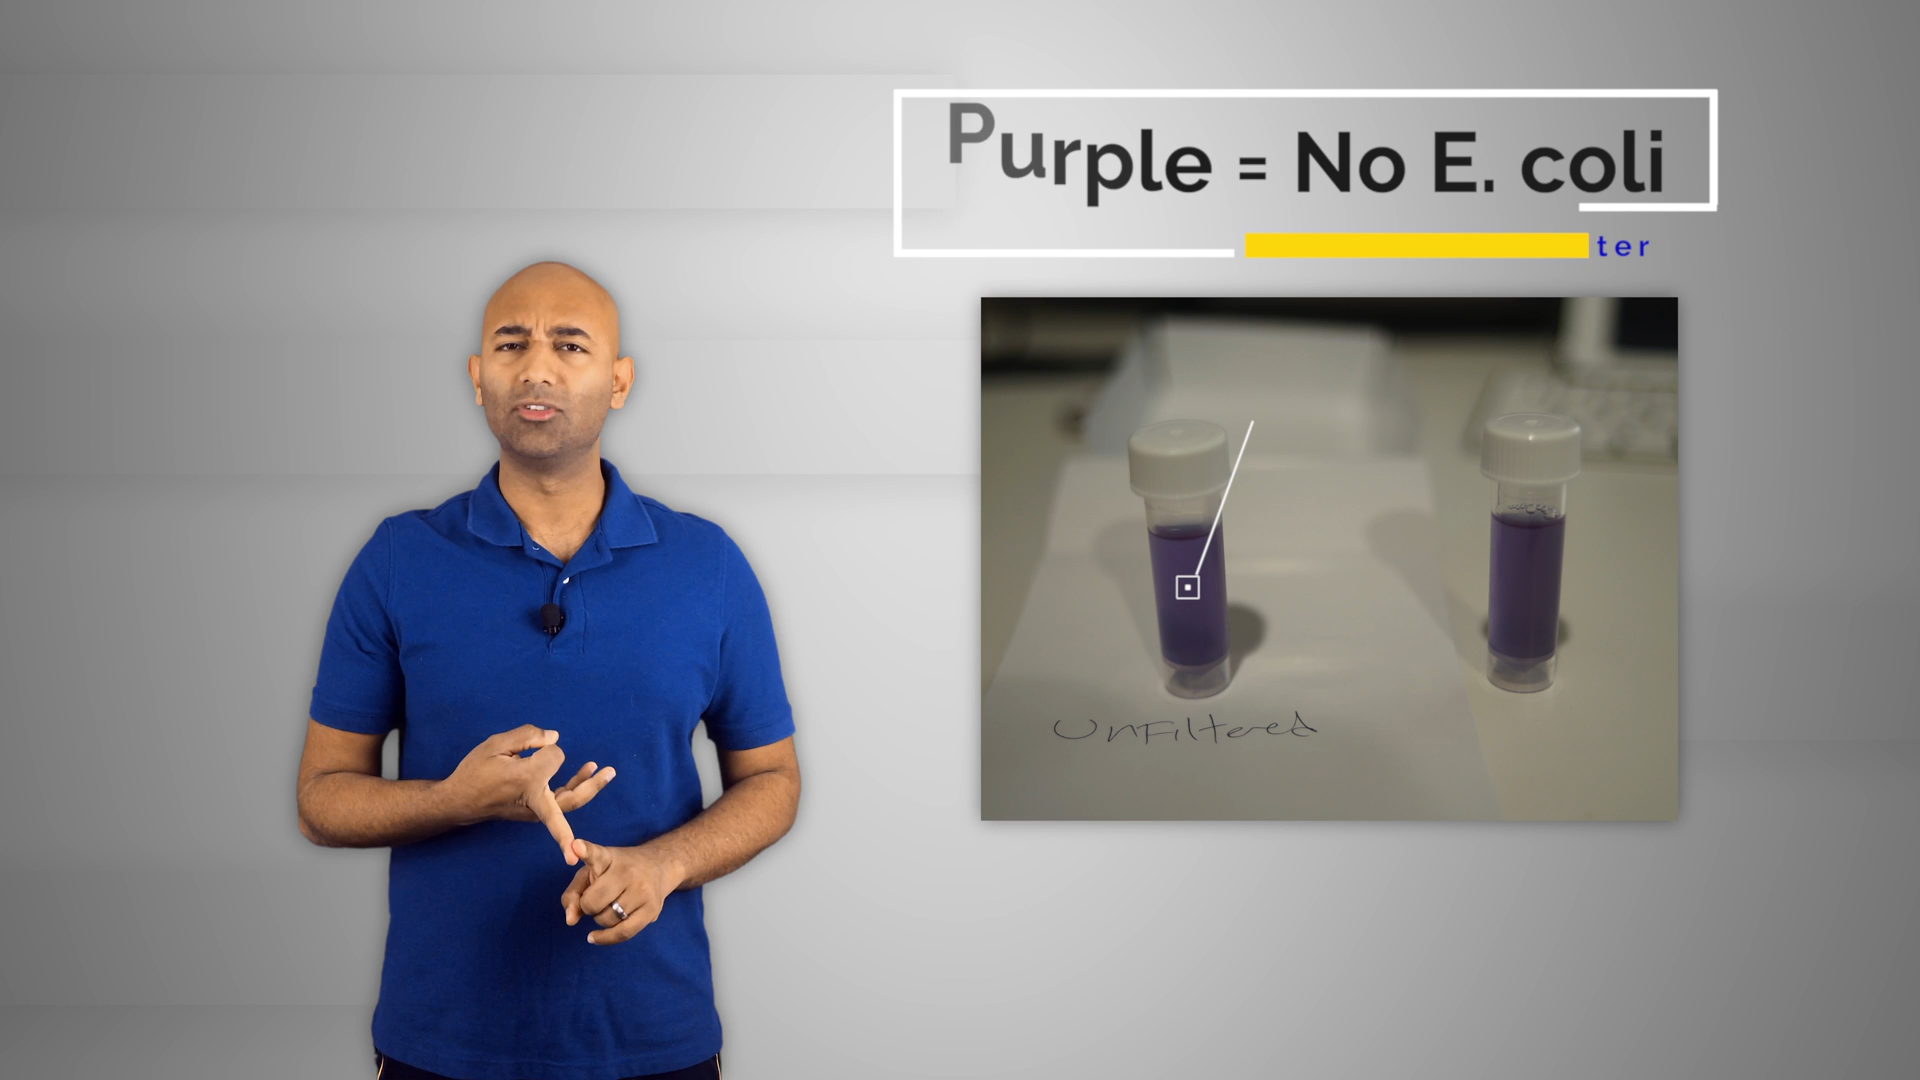 Purple = No E. coli
ter
UnFiltered